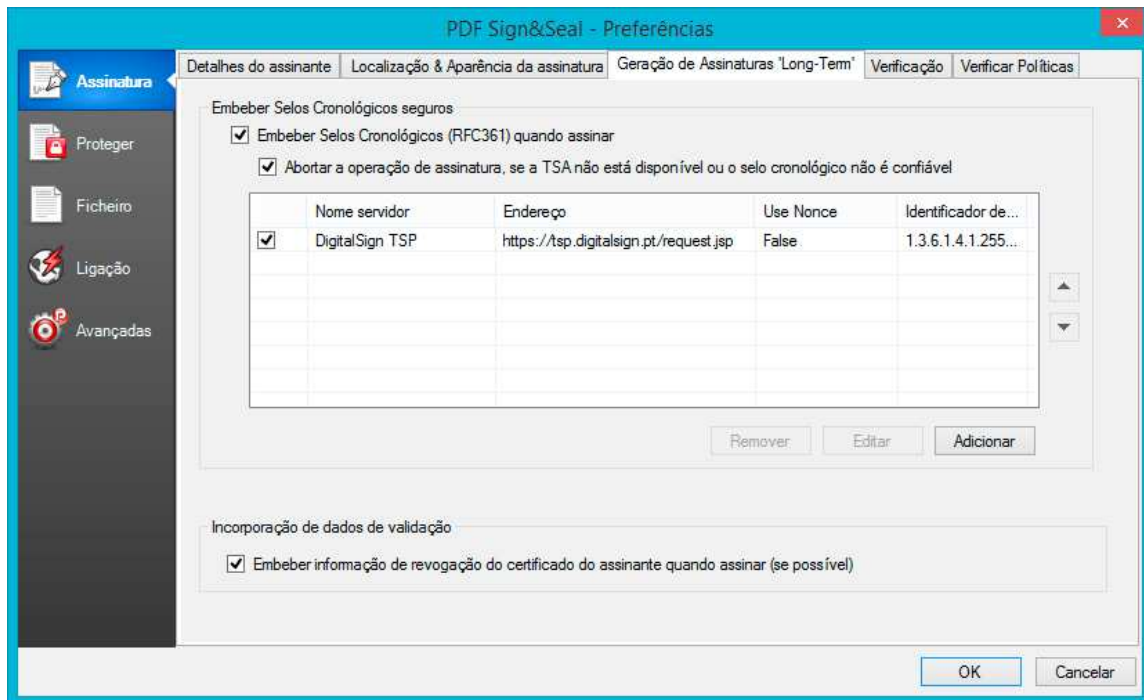 PDF Sign&Seal - Preferências
Assinatura
Proteger
Ficheiro
Ligação
Avançadas
Detalhes do assinante Localização & Aparência da assinatura Geração de Assinaturas 'Long-Term' Verificação Verificar Políticas
Embeber Selos Cronológicos seguros
Embeber Selos Cronológicos (RFC361) quando assinar
Abortar a operação de assinatura, se a TSA não está disponível ou o selo cronológico não é confiável
Nome servidor Endereço Use Nonce Identificador de...
DigitalSign TSP https://tsp.digitalsign.pt/request.jsp False 1.3.6.1.4.1.255...
Remover Editar Adicionar
Incorporação de dados de validação
Embeber informação de revogação do certificado do assinante quando assinar (se possível)
OK Cancelar